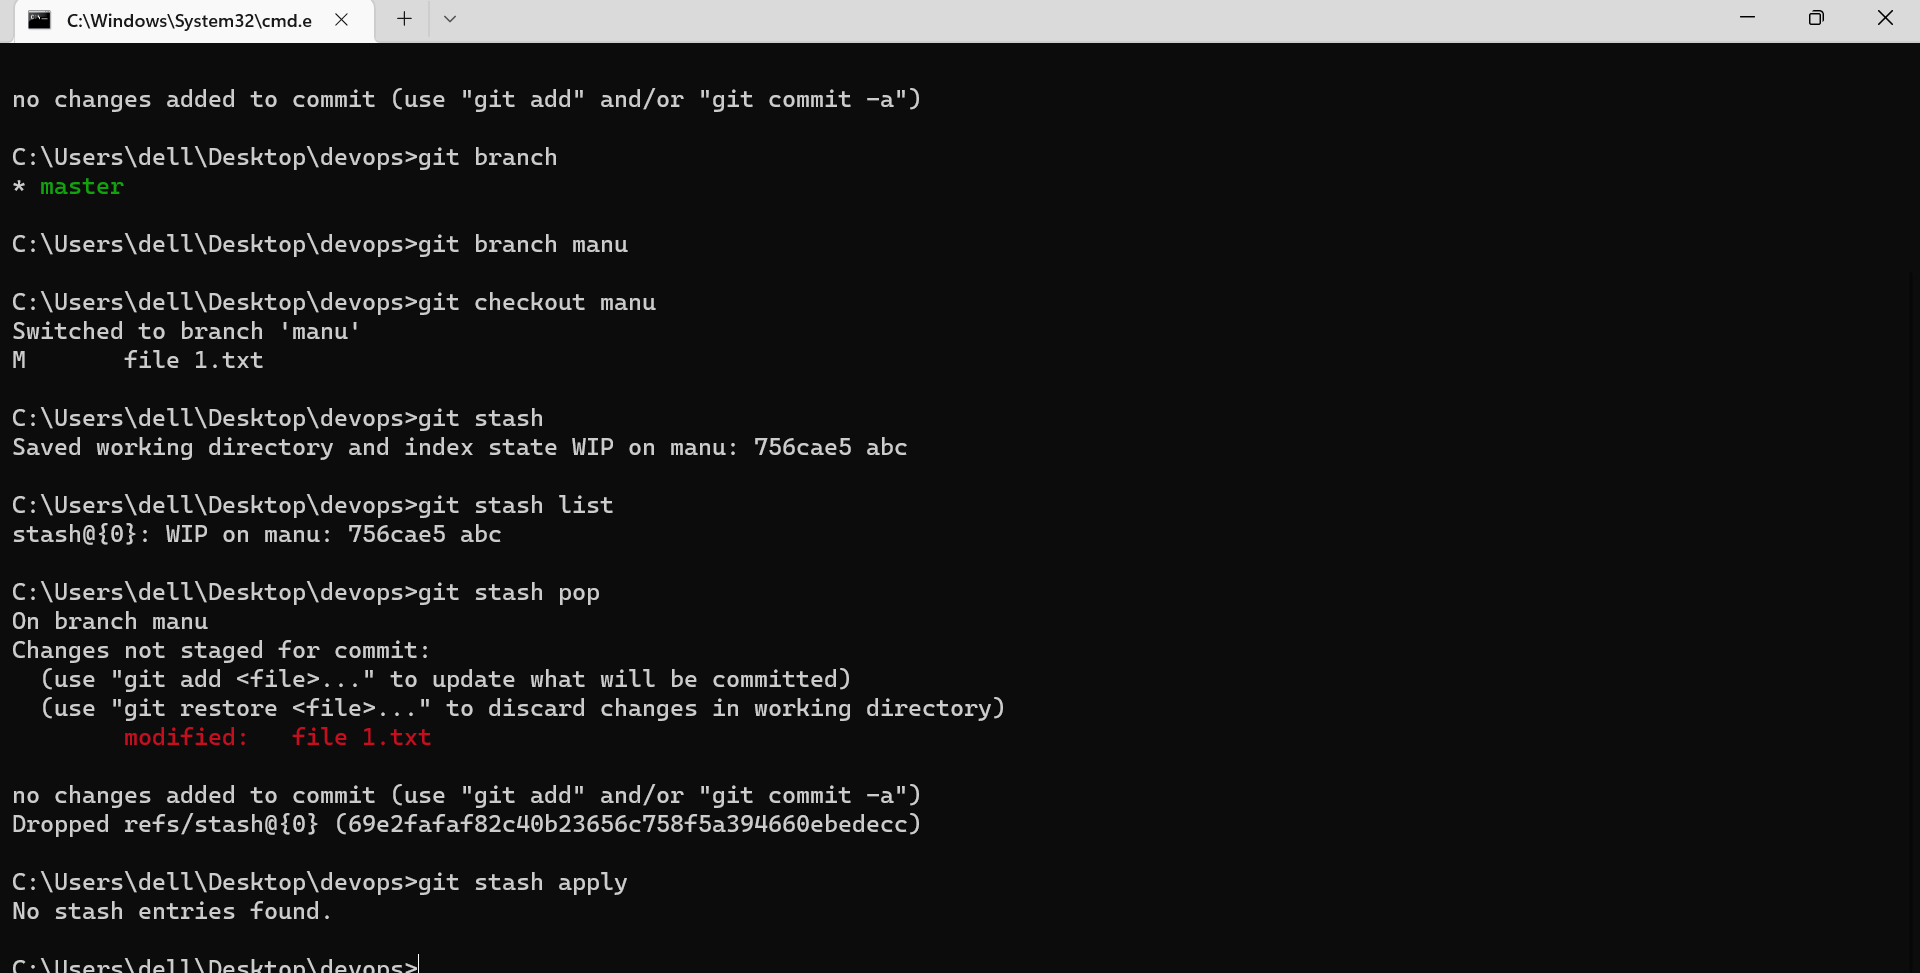 C:\Windows\System32\cmd.e
no changes added to commit (use "git add" and/or "git commit -a")
C:\Users\dell\Desktop\devops>git branch
* master
C:\Users\dell\Desktop\devops>git branch manu
C:\Users\dell\Desktop\devops>git checkout manu
Switched to branch 'manu'
M       file 1.txt
C:\Users\dell\Desktop\devops>git stash
Saved working directory and index state WIP on manu: 756cae5 abc
C:\Users\dell\Desktop\devops>git stash list
stash@{0}: WIP on manu: 756cae5 abc
C:\Users\dell\Desktop\devops>git stash pop
On branch manu
Changes not staged for commit:
  (use "git add <file>..." to update what will be committed)
  (use "git restore <file>..." to discard changes in working directory)
        modified:   file 1.txt
no changes added to commit (use "git add" and/or "git commit -a")
Dropped refs/stash@{0} (69e2fafaf82c40b23656c758f5a394660ebedecc)
C:\Users\dell\Desktop\devops>git stash apply
No stash entries found.
C:\Users\dell\Desktop\devops>